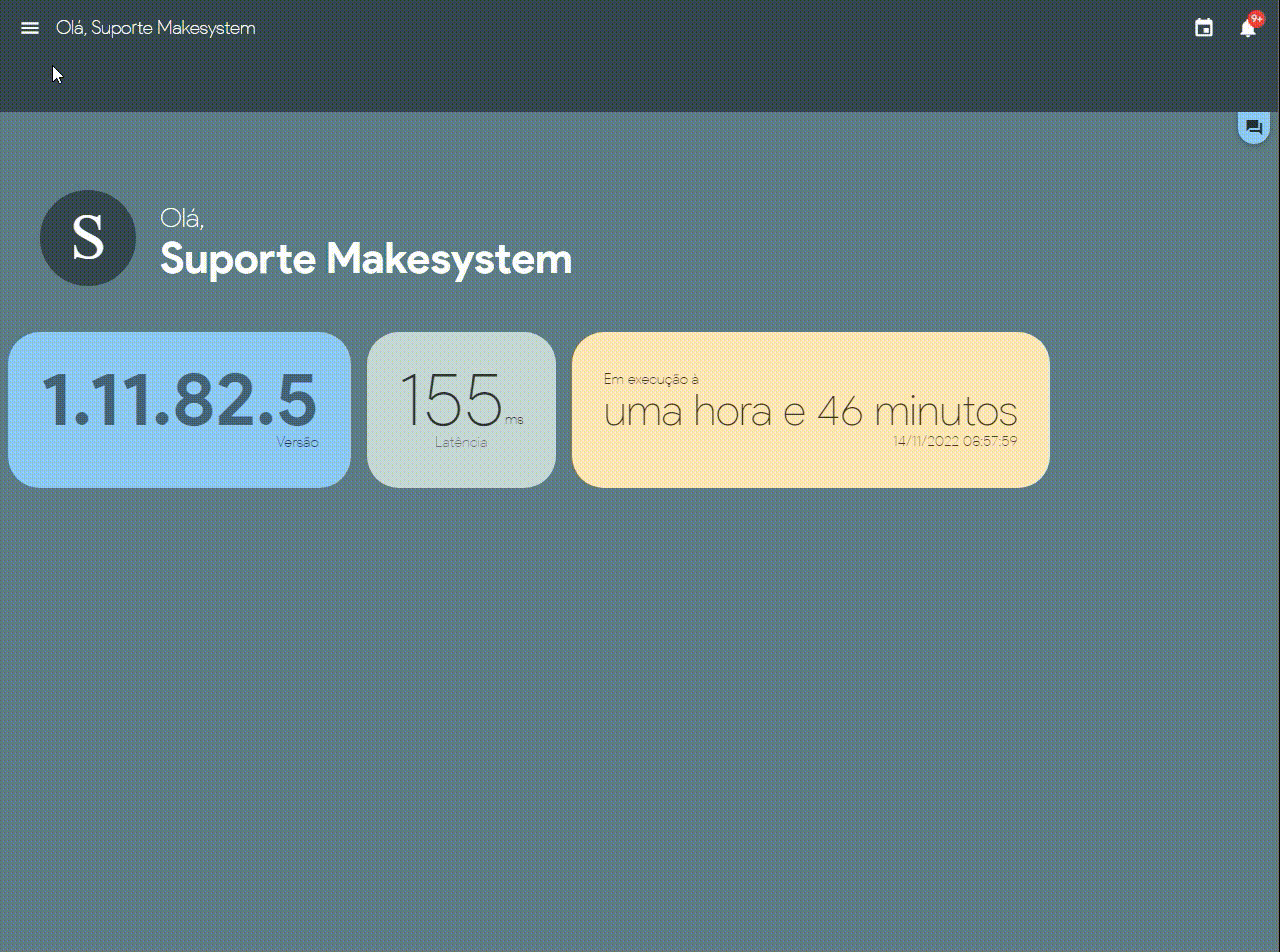 Olá, Suporte Makesystem
9+
S
Olá,
Suporte Makesystem
1.11.82.5
Versão
155 ms
Latência
Em execução à
uma hora e 46 minutos
14/11/2022 08:57:59